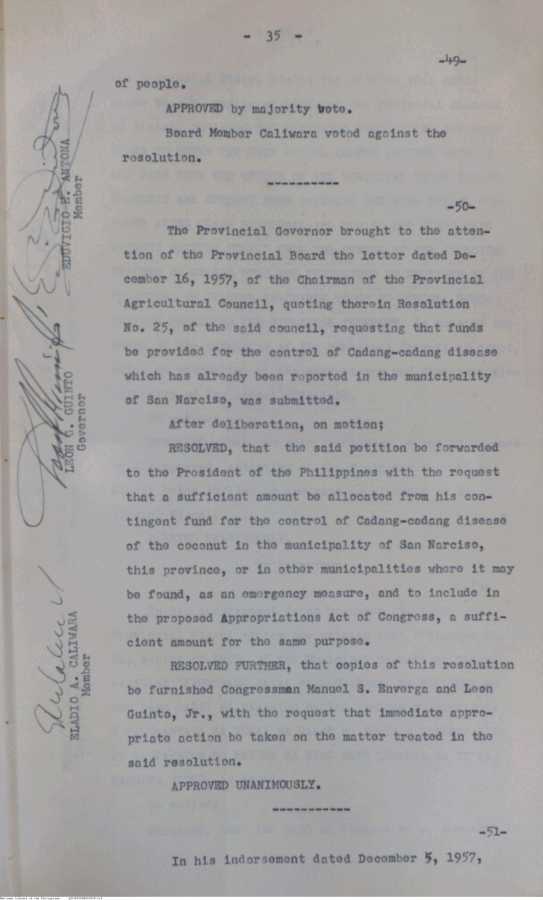 - 35 -
-49-
of people.
APPROVED by majority vote.
Board Member Caliwara voted against the
resolution.
-----------
-50-
The Provincial Governor brought to the atten-
tion of the Provincial Board the letter dated De-
cember 16, 1957, of the Chairman of the Provincial
Agricultural Council, quoting therein Resolution
No. 25, of the said council, requesting that funds
be provided for the control of Cadang-cadang disease
which has already been reported in the municipality
of San Narciso, was submitted.
After deliberation, on motion;
RESOLVED, that the said petition be forwarded
to the President of the Philippines with the request
that a sufficient amount be allocated from his con-
tingent fund for the control of Cadang-cadang disease
of the coconut in the municipality of San Narciso,
this province, or in other municipalities where it may
be found, as an emergency measure, and to include in
the proposed Appropriations Act of Congress, a suffi-
cient amount for the same purpose.
RESOLVED FURTHER, that copies of this resolution
be furnished Congressman Manuel S. Enverga and Leon
Guinto, Jr., with the request that immediate appro-
priate action be taken on the matter treated in the
said resolution.
APPROVED UNANIMOUSLY.
-----------
-51-
In his indorsement dated December 5, 1957,
EDUVIGIO E. ANTONA
Member
LEON G. GUINTO
Governor
ELADIO A. CALIWARA
Member